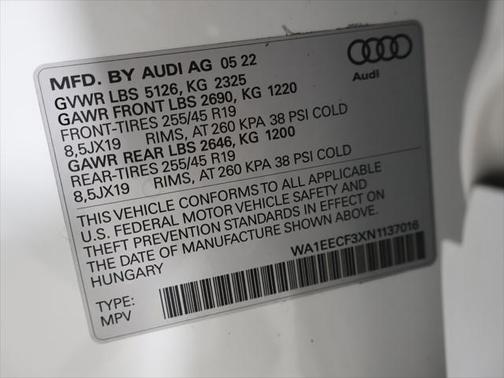 MFD. BY AUDI AG 05 22
GVWR LBS 5126, KG 2325
GAWR FRONT LBS 2690, KG 1220
FRONT-TIRES 255/45 R19
8,5JX19 RIMS, AT 260 KPA 38 PSI COLD
GAWR REAR LBS 2646, KG 1200
REAR-TIRES 255/45 R19
8,5JX19 RIMS, AT 260 KPA 38 PSI COLD
THIS VEHICLE CONFORMS TO ALL APPLICABLE
U.S. FEDERAL MOTOR VEHICLE SAFETY AND
THEFT PREVENTION STANDARDS IN EFFECT ON
THE DATE OF MANUFACTURE SHOWN ABOVE.
HUNGARY
WA1EECF3XN1137016
TYPE:
MPV
Audi